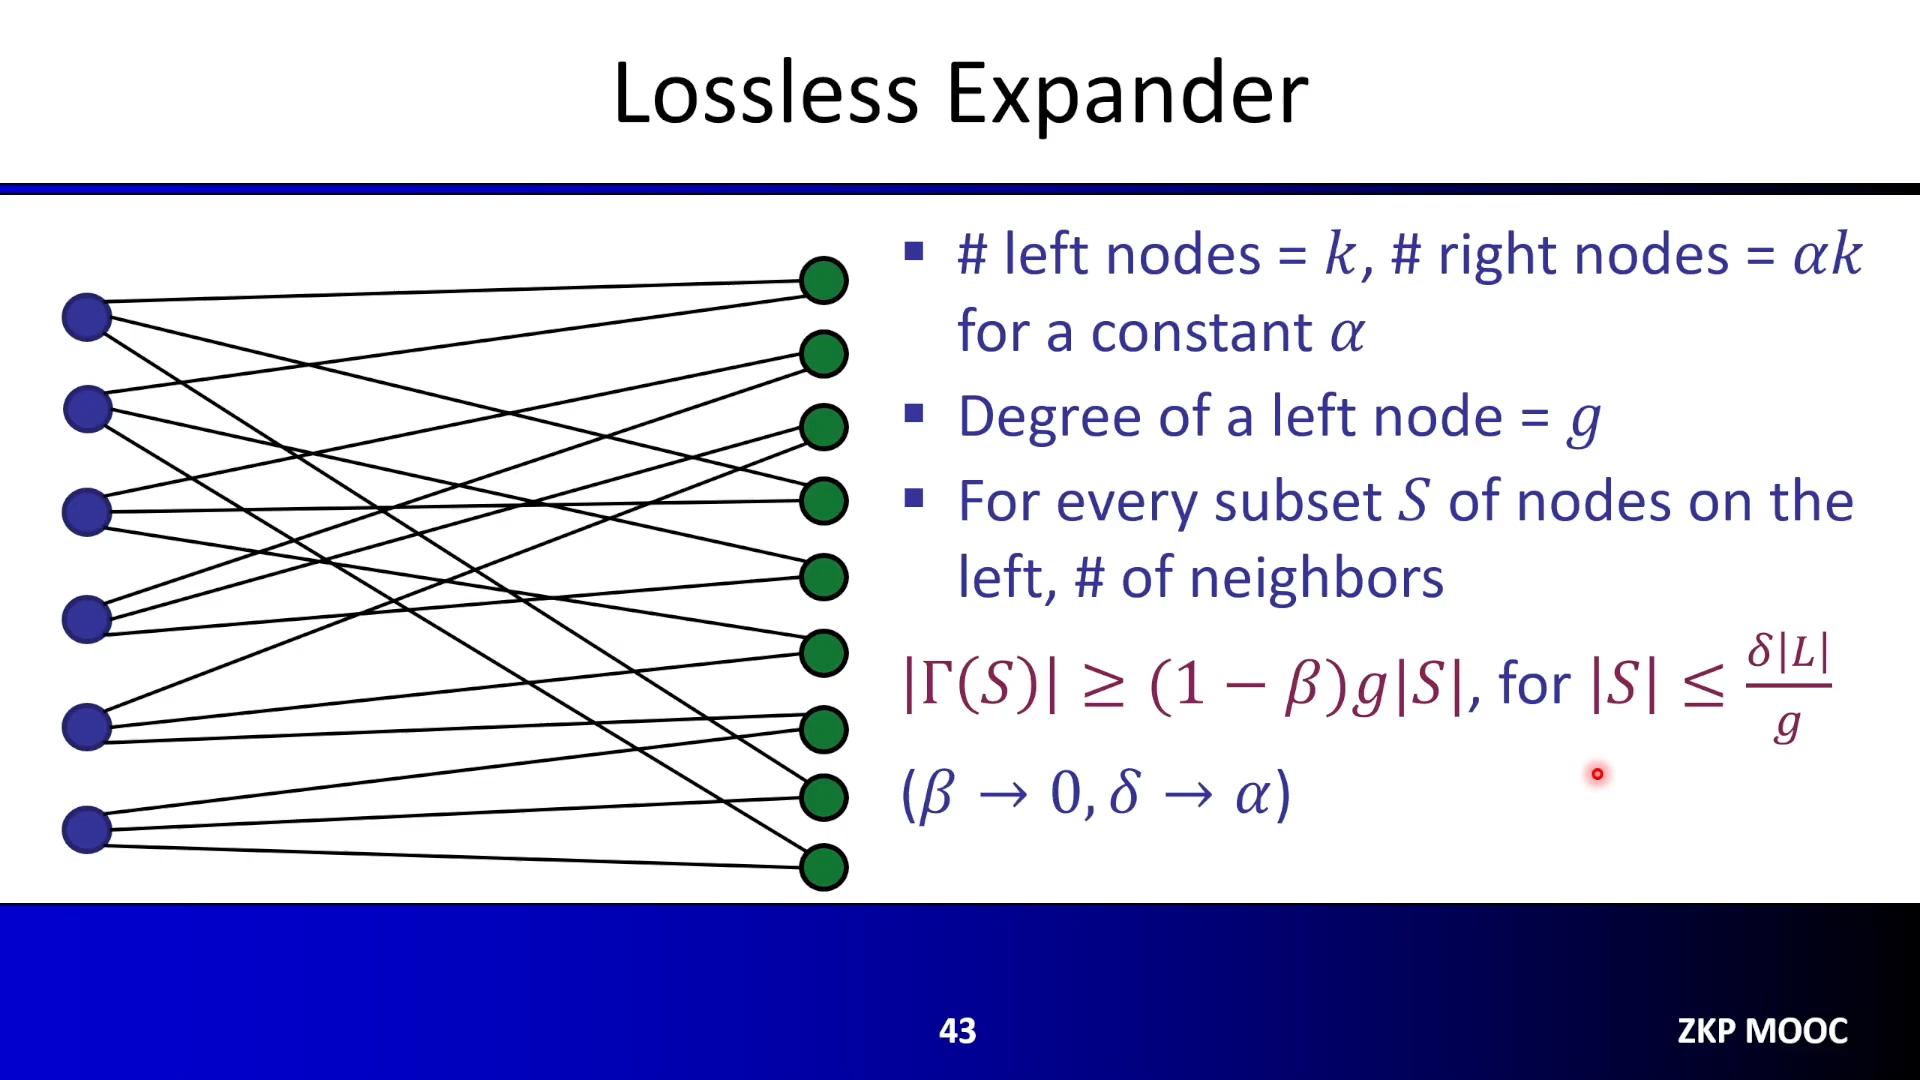 Lossless Expander
▪ # left nodes = 𝑘, # right nodes = 𝛼𝑘
for a constant 𝛼
▪ Degree of a left node = 𝑔
▪ For every subset 𝑆 of nodes on the
left, # of neighbors
|Γ(𝑆)| ≥ (1 − 𝛽)𝑔|𝑆|, for |𝑆| ≤ 𝛿|𝐿|/𝑔
(𝛽 → 0, 𝛿 → 𝛼)
43
ZKP MOOC